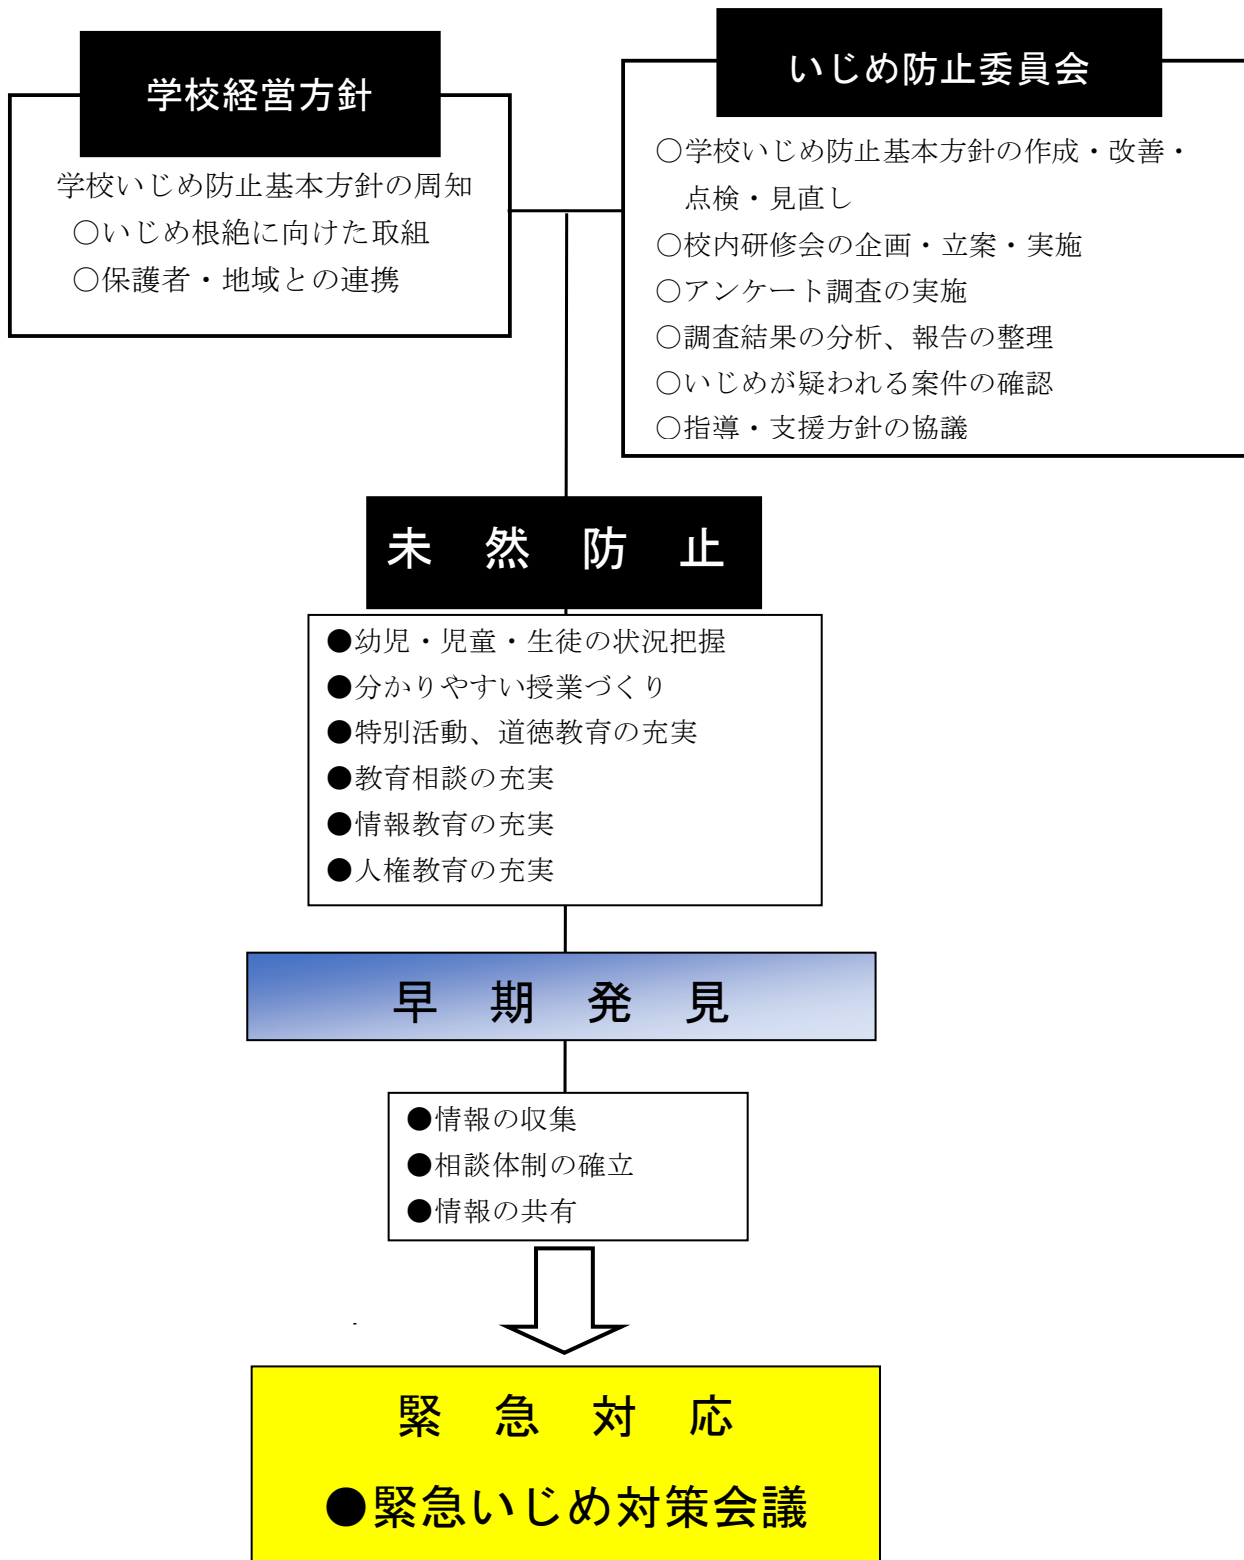 学校経営方針
学校いじめ防止基本方針の周知
○いじめ根絶に向けた取組
○保護者・地域との連携
いじめ防止委員会
○学校いじめ防止基本方針の作成・改善・
点検・見直し
○校内研修会の企画・立案・実施
○アンケート調査の実施
○調査結果の分析、報告の整理
○いじめが疑われる案件の確認
○指導・支援方針の協議
未然防止
●幼児・児童・生徒の状況把握
●分かりやすい授業づくり
●特別活動、道徳教育の充実
●教育相談の充実
●情報教育の充実
●人権教育の充実
早期発見
●情報の収集
●相談体制の確立
●情報の共有
緊急対応
●緊急いじめ対策会議